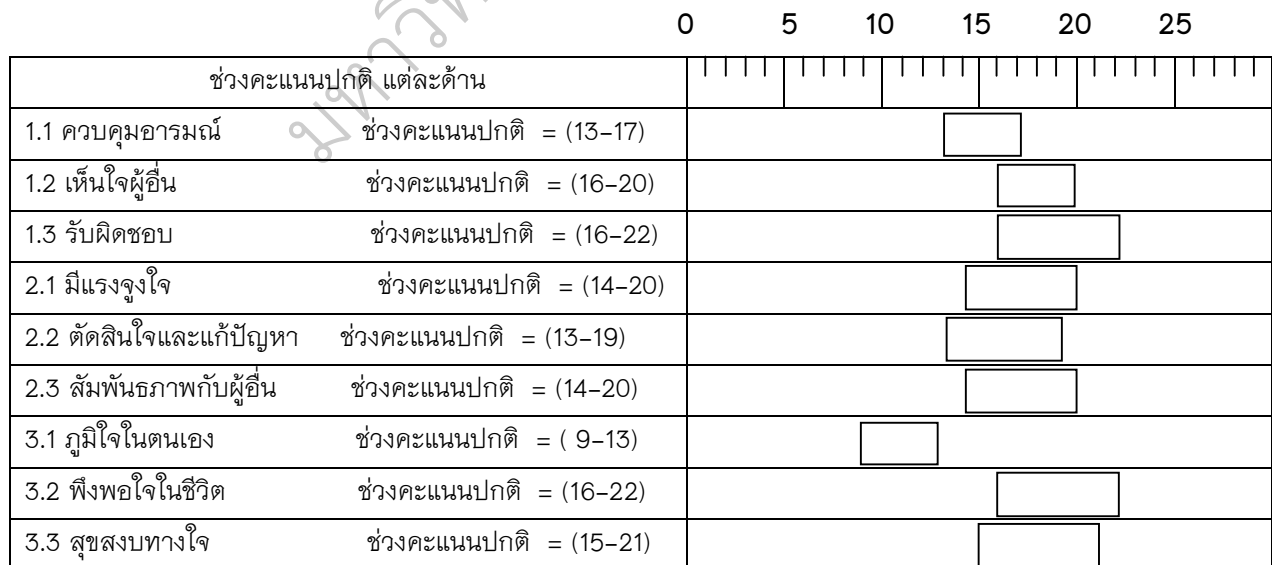 0 5 10 15 20 25
ช่วงคะแนนปกติ แต่ละด้าน
1.1 ควบคุมอารมณ์ ช่วงคะแนนปกติ = (13-17)
1.2 เห็นใจผู้อื่น ช่วงคะแนนปกติ = (16-20)
1.3 รับผิดชอบ ช่วงคะแนนปกติ = (16-22)
2.1 มีแรงจูงใจ ช่วงคะแนนปกติ = (14-20)
2.2 ตัดสินใจและแก้ปัญหา ช่วงคะแนนปกติ = (13-19)
2.3 สัมพันธภาพกับผู้อื่น ช่วงคะแนนปกติ = (14-20)
3.1 ภูมิใจในตนเอง ช่วงคะแนนปกติ = ( 9-13)
3.2 พึงพอใจในชีวิต ช่วงคะแนนปกติ = (16-22)
3.3 สุขสงบทางใจ ช่วงคะแนนปกติ = (15-21)